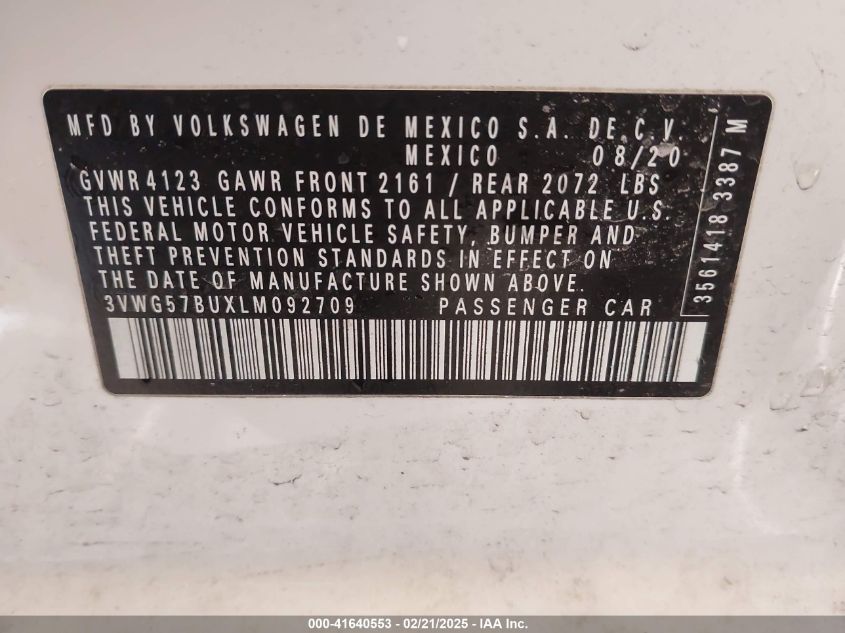 MFD BY VOLKSWAGEN DE MEXICO S.A. DE C.V.
MEXICO 08/20
GVWR 4123 GAWR FRONT 2161 / REAR 2072 LBS
THIS VEHICLE CONFORMS TO ALL APPLICABLE U.S.
FEDERAL MOTOR VEHICLE SAFETY, BUMPER AND
THEFT PREVENTION STANDARDS IN EFFECT ON
THE DATE OF MANUFACTURE SHOWN ABOVE.
3VWG57BUXLM092709 PASSENGER CAR
3561418 3387 M
000-41640553 / 02/21/2025 - IAA Inc.